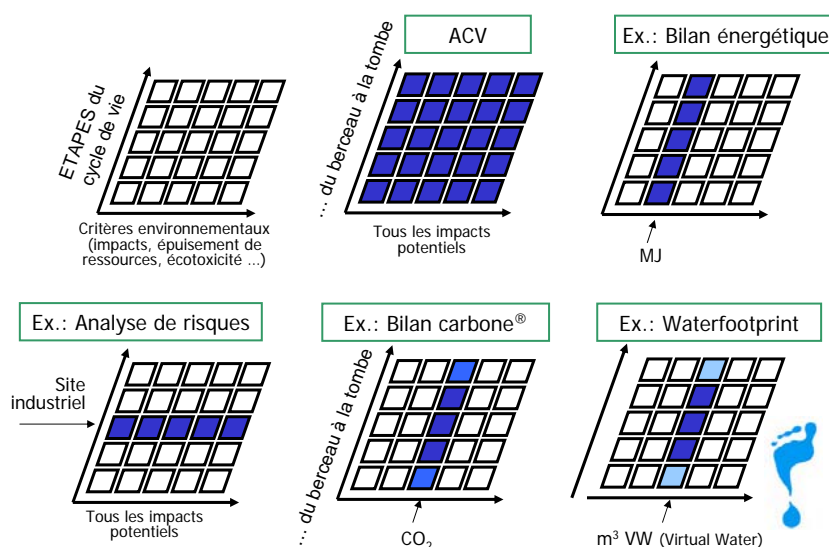 ACV
Ex.: Bilan énergétique
ETAPES du
cycle de vie
Critères environnementaux
(impacts, épuisement de
ressources, écotoxicité ...)
... du berceau à la tombe
Tous les impacts
potentiels
MJ
Ex.: Analyse de risques
Ex.: Bilan carbone®
Ex.: Waterfootprint
Site
industriel
Tous les impacts
potentiels
... du berceau à la tombe
CO₂
m³ VW (Virtual Water)